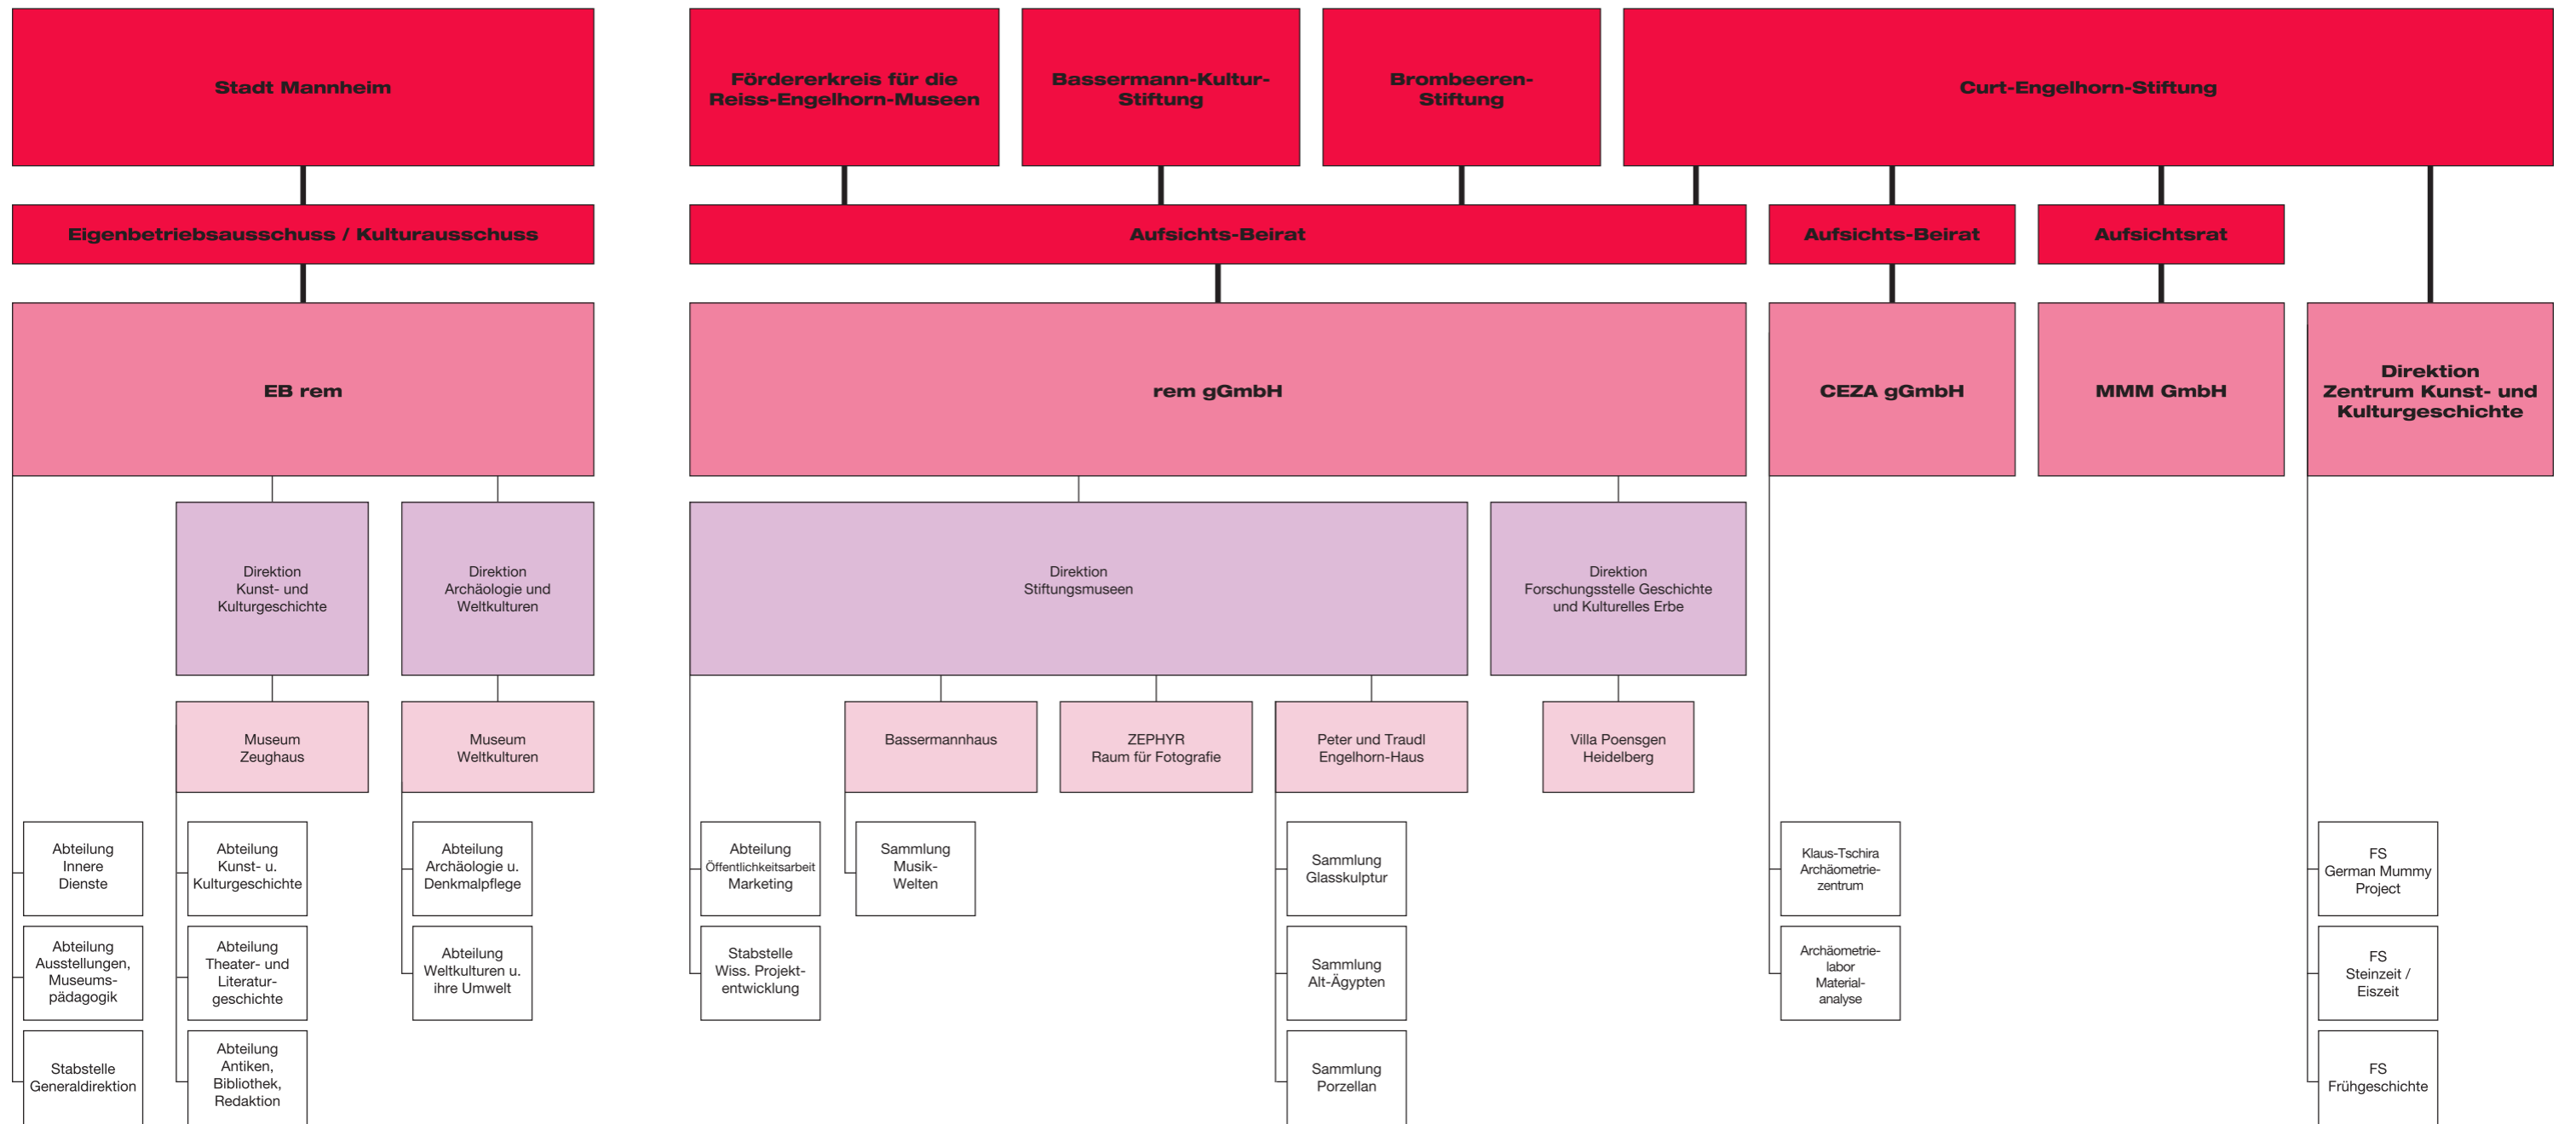 Stadt Mannheim
Fördererkreis für die
Reiss-Engelhorn-Museen
Bassermann-Kultur-
Stiftung
Brombeeren-
Stiftung
Curt-Engelhorn-Stiftung
Eigenbetriebsausschuss / Kulturausschuss
Aufsichts-Beirat
Aufsichts-Beirat
Aufsichtsrat
EB rem
rem gGmbH
CEZA gGmbH
MMM GmbH
Direktion
Zentrum Kunst- und
Kulturgeschichte
Direktion
Kunst- und
Kulturgeschichte
Direktion
Archäologie und
Weltkulturen
Direktion
Stiftungsmuseen
Direktion
Forschungsstelle Geschichte
und Kulturelles Erbe
Museum
Zeughaus
Museum
Weltkulturen
Bassermannhaus
ZEPHYR
Raum für Fotografie
Peter und Traudl
Engelhorn-Haus
Villa Poensgen
Heidelberg
Abteilung
Innere
Dienste
Abteilung
Kunst- u.
Kulturgeschichte
Abteilung
Archäologie u.
Denkmalpflege
Abteilung
Öffentlichkeitsarbeit
Marketing
Sammlung
Musik-
Welten
Sammlung
Glasskulptur
Klaus-Tschira
Archäometrie-
zentrum
FS
German Mummy
Project
Abteilung
Ausstellungen,
Museums-
pädagogik
Abteilung
Theater- und
Literatur-
geschichte
Abteilung
Weltkulturen u.
ihre Umwelt
Stabstelle
Wiss. Projekt-
entwicklung
Sammlung
Alt-Ägypten
Archäometrie-
labor
Material-
analyse
FS
Steinzeit /
Eiszeit
Stabstelle
Generaldirektion
Abteilung
Antiken,
Bibliothek,
Redaktion
Sammlung
Porzellan
FS
Frühgeschichte